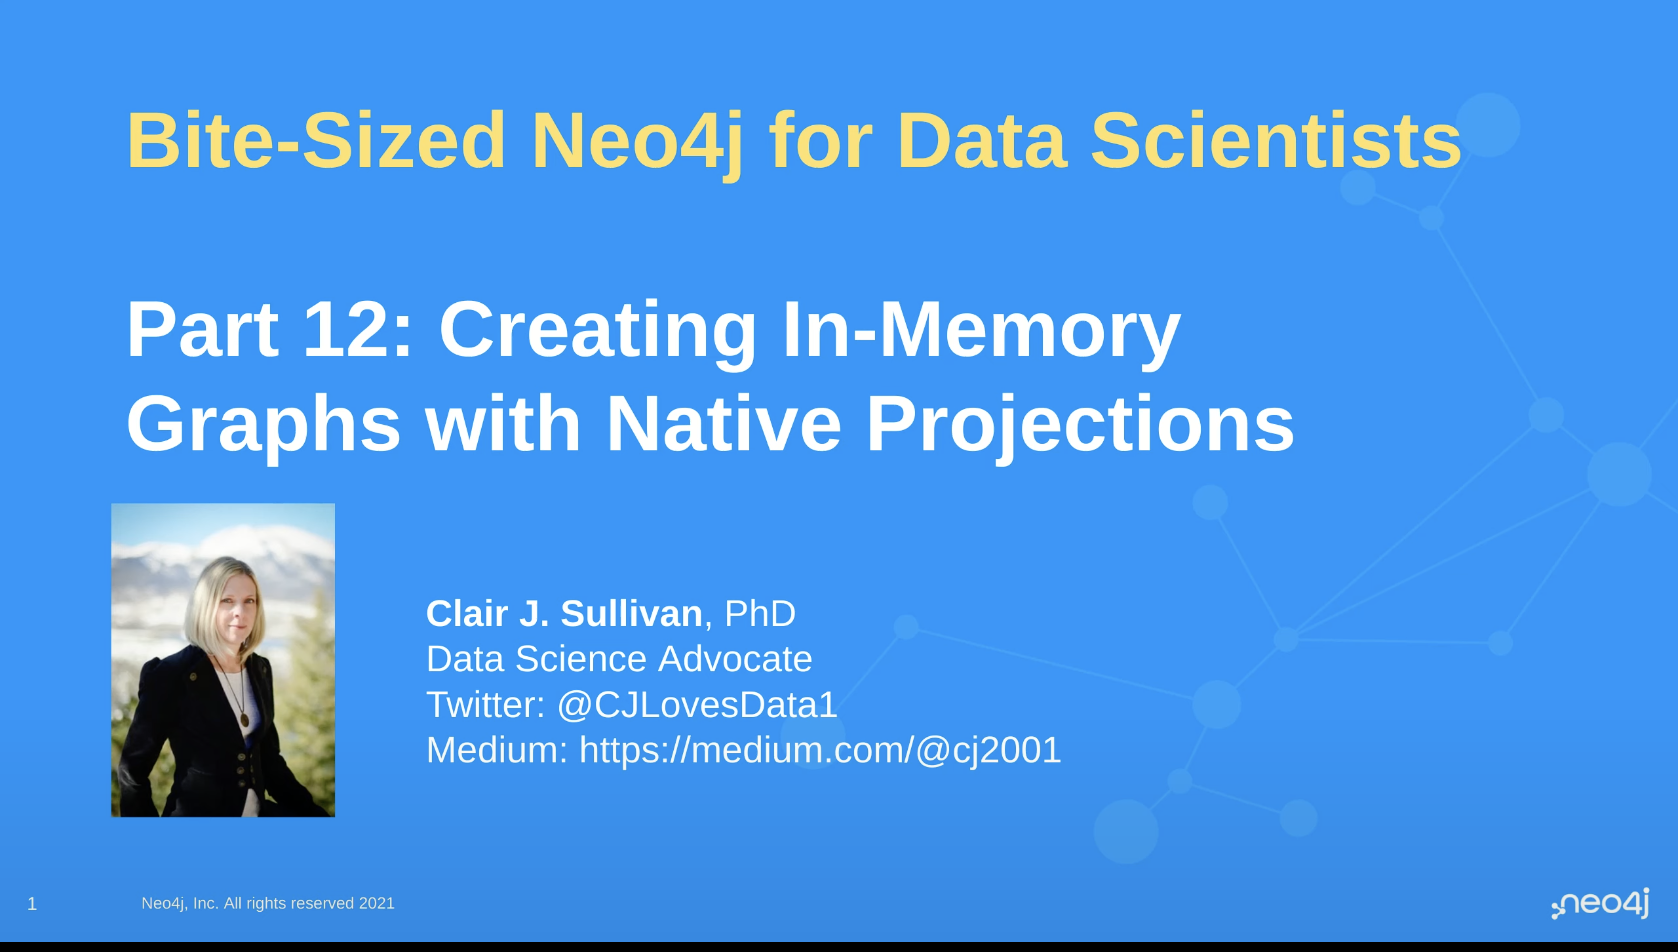 Bite-Sized Neo4j for Data Scientists
Part 12: Creating In-Memory
Graphs with Native Projections
Clair J. Sullivan, PhD
Data Science Advocate
Twitter: @CJLovesData1
Medium: https://medium.com/@cj2001
1
Neo4j, Inc. All rights reserved 2021
neo4j